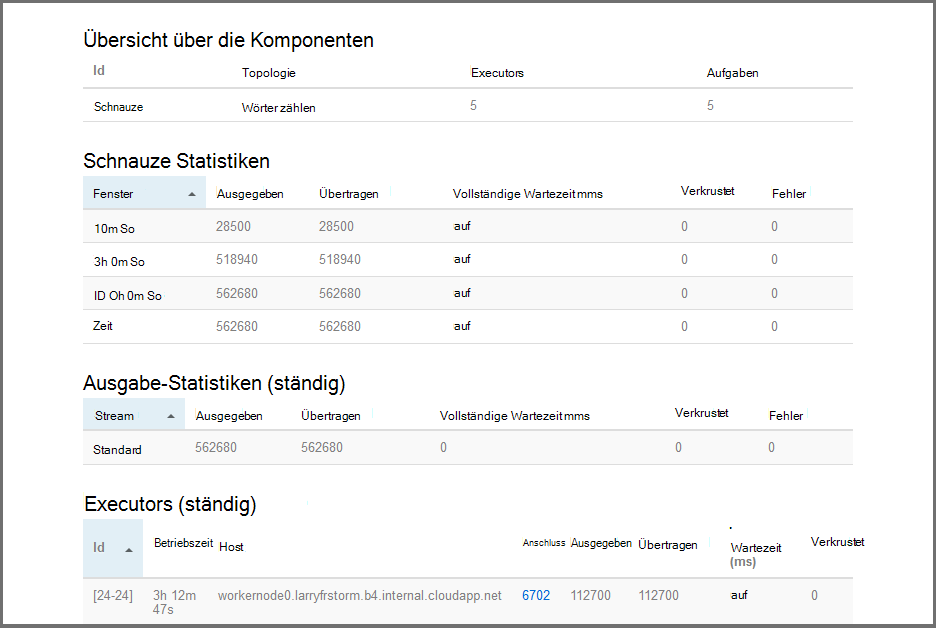 Übersicht über die Komponenten
Id Topologie Executors Aufgaben
Schnauze Wörter zählen 5 5
Schnauze Statistiken
Fenster Ausgegeben Übertragen Vollständige Wartezeitmms Verkrustet Fehler
10m So 28500 28500 auf 0 0
3h 0m So 518940 518940 auf 0 0
ID Oh 0m So 562680 562680 auf 0 0
Zeit 562680 562680 auf 0 0
Ausgabe-Statistiken (ständig)
Stream Ausgegeben Übertragen Vollständige Wartezeitmms Verkrustet Fehler
Standard 562680 562680 0 0 0
Executors (ständig)
Id Betriebszeit Host Anschluss Ausgegeben Übertragen Wartezeit Verkrustet
(ms)
[24-24] 3h 12m workernode0.larryfrstorm.b4.internal.cloudapp.net 6702 112700 112700 auf 0
47s